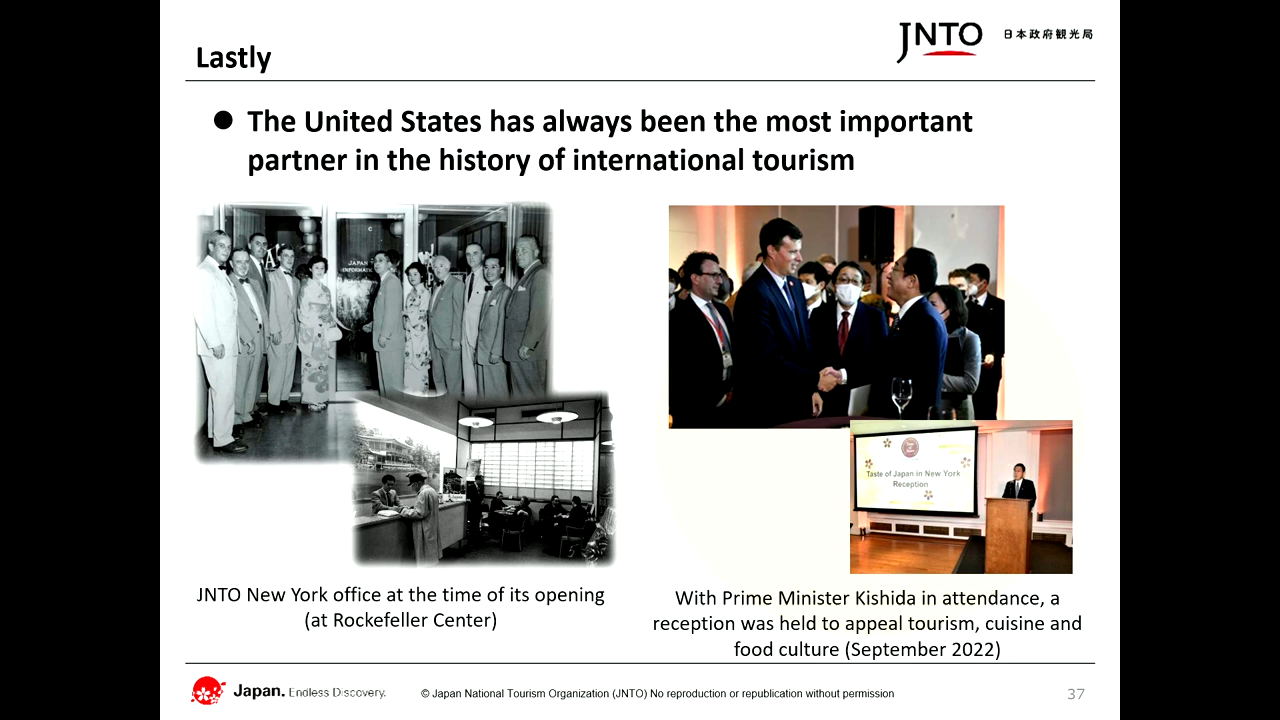 JNTO 日本政府観光局
Lastly
● The United States has always been the most important
partner in the history of international tourism
JAPAN
INFORMATI
Japan
Taste of Japan in New York
Reception
JNTO New York office at the time of its opening
(at Rockefeller Center)
With Prime Minister Kishida in attendance, a
reception was held to appeal tourism, cuisine and
food culture (September 2022)
Japan. Endless Discovery.
© Japan National Tourism Organization (JNTO) No reproduction or republication without permission
37